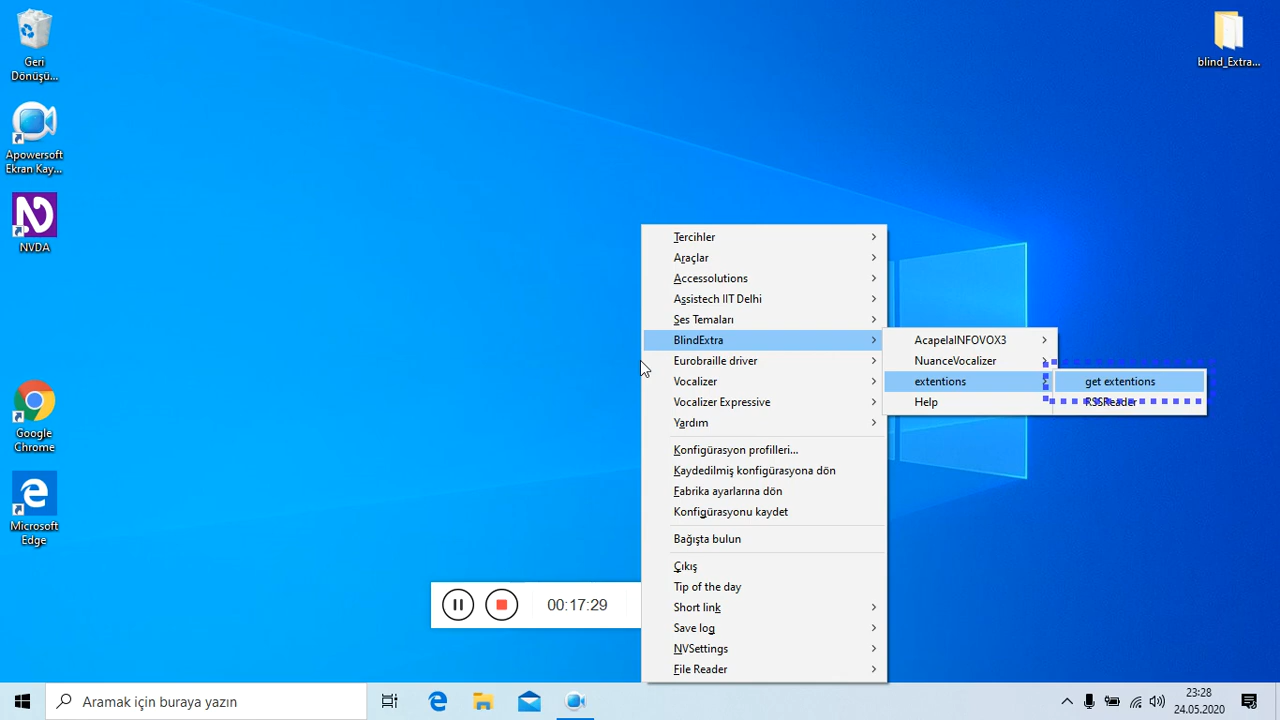 Geri
Dönüşü...
Apowersoft
Ekran Kay...
NVDA
Google
Chrome
Microsoft
Edge
blind_Extra...
Tercihler
Araçlar
Accessolutions
Assistech IIT Delhi
Ses Temaları
BlindExtra
Eurobraille driver
Vocalizer
Vocalizer Expressive
Yardım
Konfigürasyon profilleri...
Kaydedilmiş konfigürasyona dön
Fabrika ayarlarına dön
Konfigürasyonu kaydet
Bağışta bulun
Çıkış
Tip of the day
Short link
Save log
NVSettings
File Reader
AcapelaINFOVOX3
NuanceVocalizer
extentions
Help
get extentions
RSSReader
00:17:29
Aramak için buraya yazın
23:28
24.05.2020